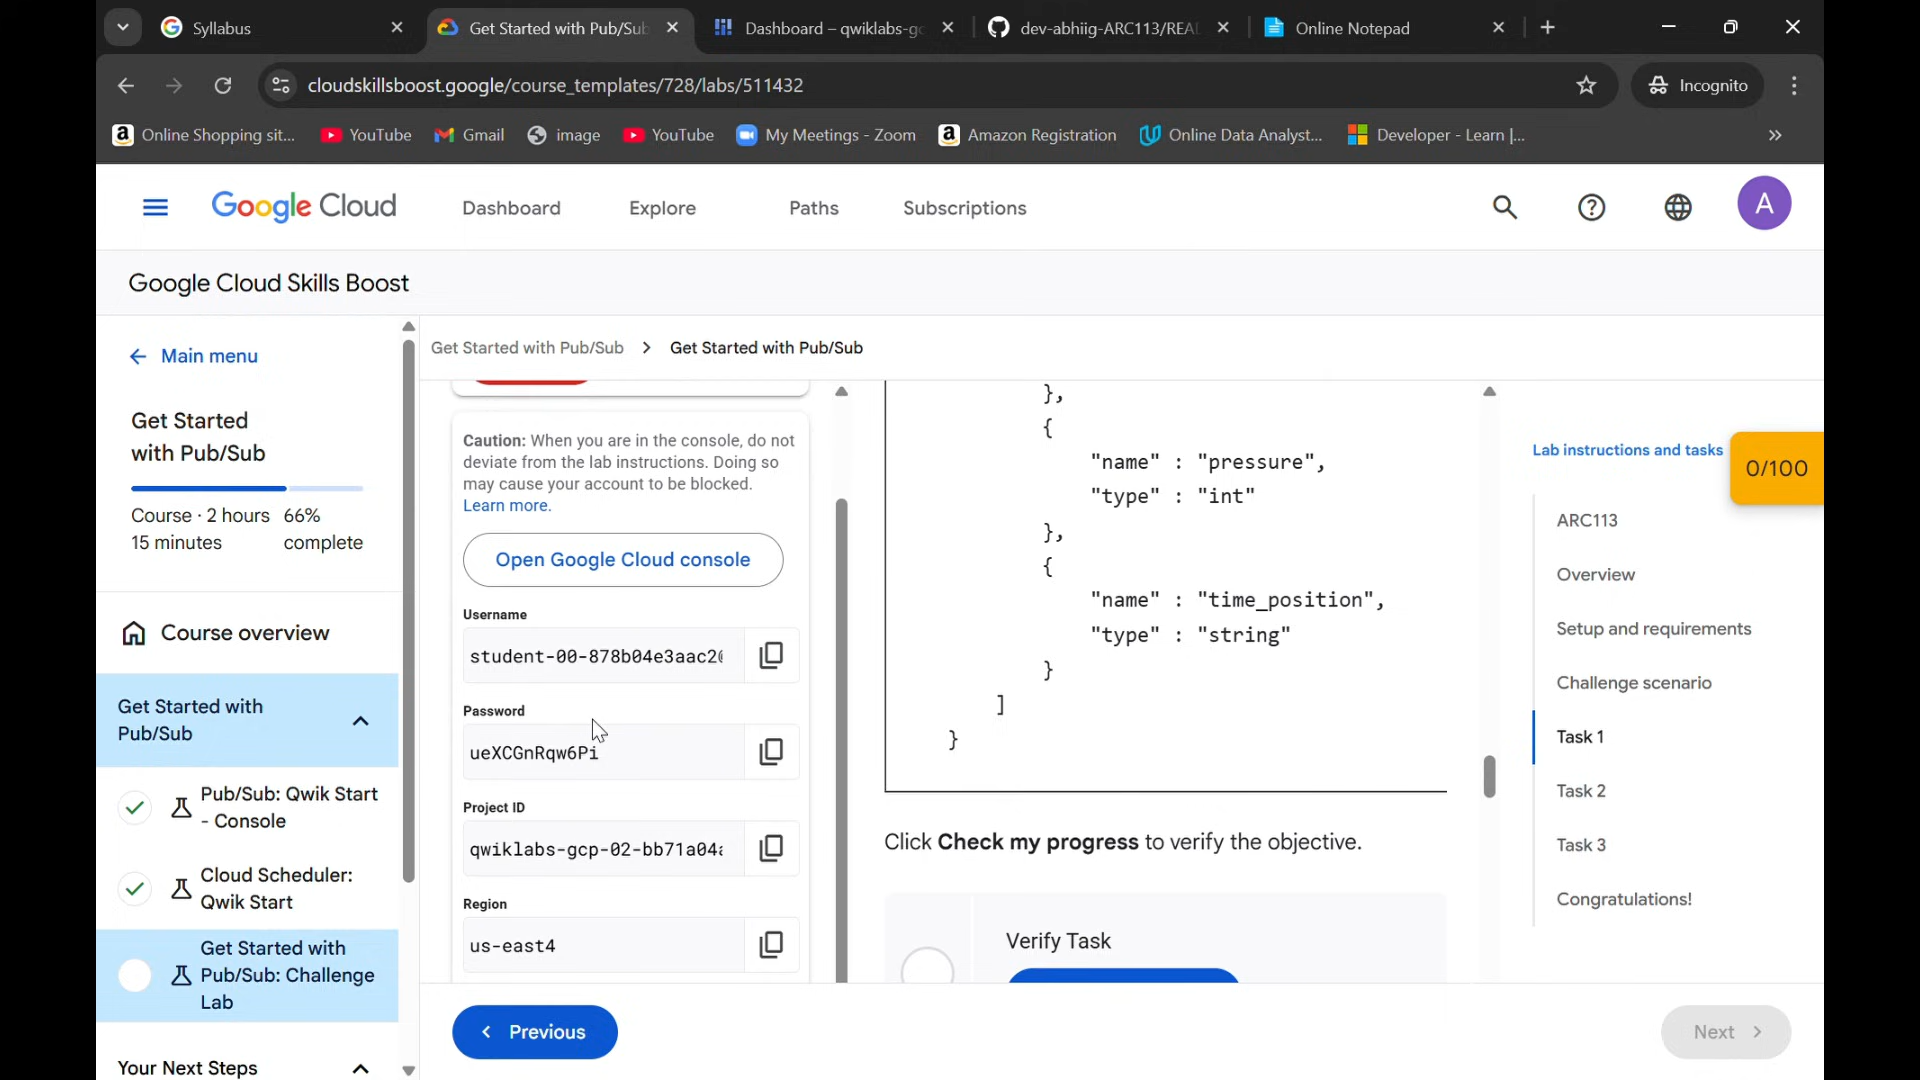 Syllabus
Get Started with Pub/Sub
Dashboard – qwiklabs-gc
dev-abhiig-ARC113/REA
Online Notepad
cloudskillsboost.google/course_templates/728/labs/511432
Incognito
Online Shopping sit...
YouTube
Gmail
image
YouTube
My Meetings - Zoom
Amazon Registration
Online Data Analyst...
Developer - Learn |...
Google Cloud
Dashboard
Explore
Paths
Subscriptions
A
Google Cloud Skills Boost
Main menu
Get Started
with Pub/Sub
Course · 2 hours
15 minutes
66%
complete
Course overview
Get Started with
Pub/Sub
Pub/Sub: Qwik Start
- Console
Cloud Scheduler:
Qwik Start
Get Started with
Pub/Sub: Challenge
Lab
Your Next Steps
Get Started with Pub/Sub > Get Started with Pub/Sub
Caution: When you are in the console, do not
deviate from the lab instructions. Doing so
may cause your account to be blocked.
Learn more.
Open Google Cloud console
Username
student-00-878b04e3aac2
Password
ueXCGnRqw6Pi
Project ID
qwiklabs-gcp-02-bb71a04
Region
us-east4
},
{
"name" : "pressure",
"type" : "int"
},
{
"name" : "time_position",
"type" : "string"
}
]
}
Click Check my progress to verify the objective.
Verify Task
Lab instructions and tasks
0/100
ARC113
Overview
Setup and requirements
Challenge scenario
Task 1
Task 2
Task 3
Congratulations!
Previous
Next